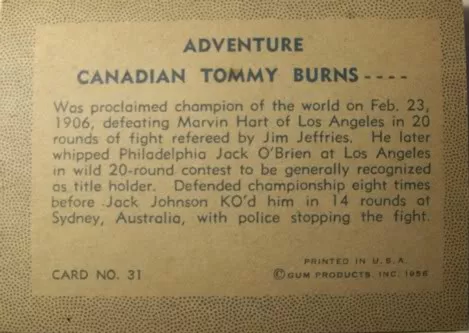 ADVENTURE
CANADIAN TOMMY BURNS ----
Was proclaimed champion of the world on Feb. 23,
1906, defeating Marvin Hart of Los Angeles in 20
rounds of fight refereed by Jim Jeffries. He later
whipped Philadelphia Jack O'Brien at Los Angeles
in wild 20-round contest to be generally recognized
as title holder. Defended championship eight times
before Jack Johnson KO'd him in 14 rounds at
Sydney, Australia, with police stopping the fight.
PRINTED IN U.S.A.
CARD NO. 31 ©GUM PRODUCTS, INC. 1956